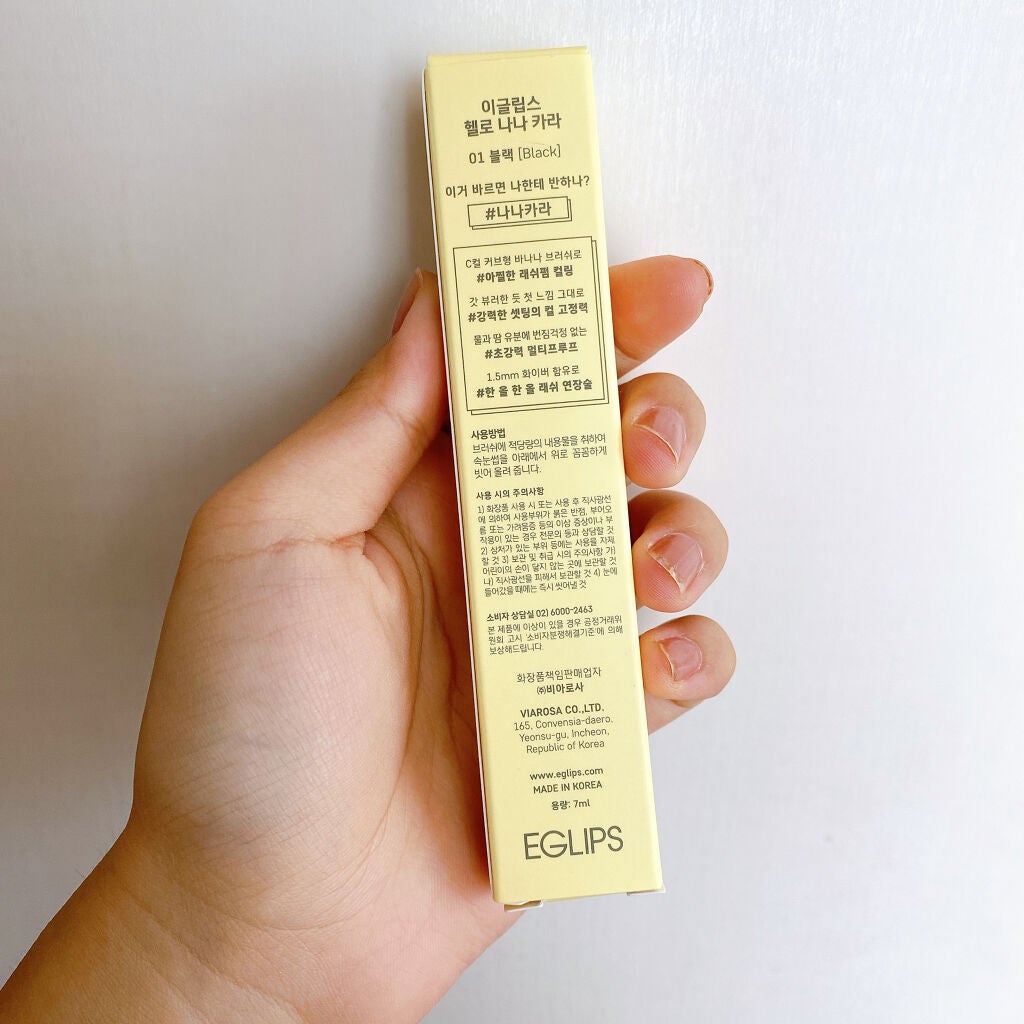 이글립스
헬로 나나 카라
01 블랙 [Black]
이거 바르면 나한테 반하나?
#나나카라
C컬 커브형 바나나 브러쉬로
#아찔한 래쉬펌 컬링
갓 뷰러한 듯 첫 느낌 그대로
#강력한 셋팅의 컬 고정력
물과 땀 유분에 번짐걱정 없는
#초강력 멀티프루프
1.5mm 화이버 함유로
#한 올 한 올 래쉬 연장술
사용방법
브러쉬에 적당량의 내용물을 취하여
속눈썹을 아래에서 위로 꼼꼼하게
빗어 올려 줍니다.
사용 시의 주의사항
1) 화장품 사용 시 또는 사용 후 직사광선
에 의하여 사용부위가 붉은 반점, 부어오
름 또는 가려움증 등의 이상 증상이나 부
작용이 있는 경우 전문의 등과 상담할 것
2) 상처가 있는 부위 등에는 사용을 자제
할 것 3) 보관 및 취급 시의 주의사항 가)
어린이의 손이 닿지 않는 곳에 보관할 것
나) 직사광선을 피해서 보관할 것 4) 눈에
들어갔을 때에는 즉시 씻어낼 것
소비자 상담실 02) 6000-2463
본 제품에 이상이 있을 경우 공정거래위
원회 고시 '소비자분쟁해결기준'에 의해
보상해드립니다.
화장품책임판매업자
㈜비아로사
VIAROSA CO.,LTD.
165, Convensia-daero,
Yeonsu-gu, Incheon,
Republic of Korea
www.eglips.com
MADE IN KOREA
용량: 7ml
EGLIPS